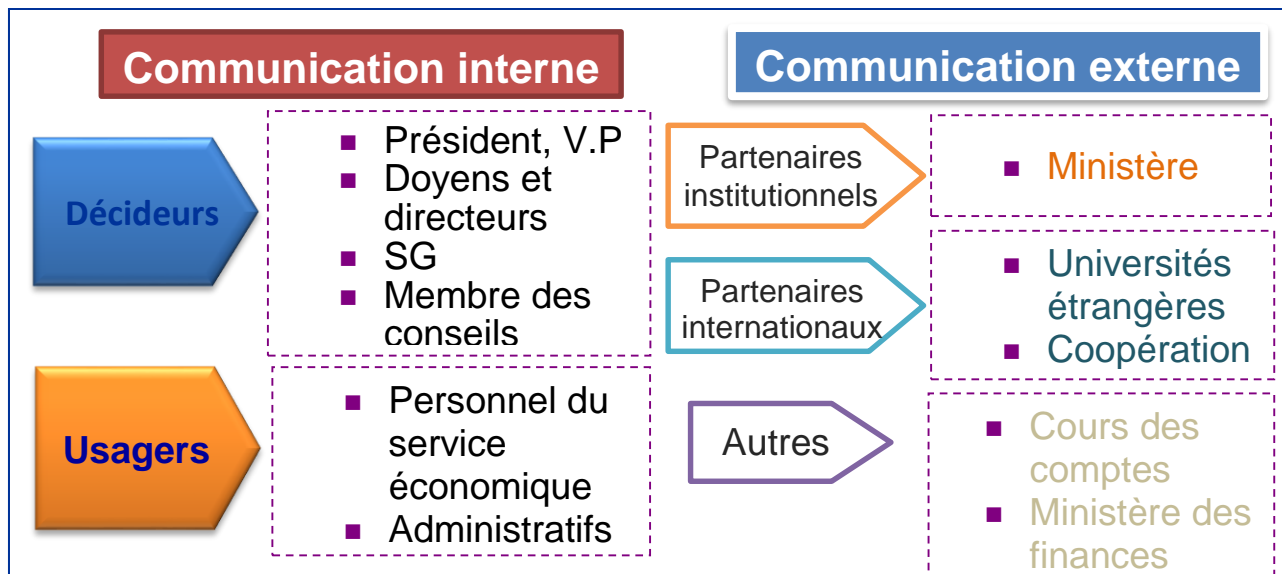 Communication interne
Décideurs
■ Président, V.P
■ Doyens et
directeurs
■ SG
■ Membre des
conseils
Usagers
■ Personnel du
service
économique
■ Administratifs
Communication externe
Partenaires
institutionnels
■ Ministère
Partenaires
internationaux
■ Universités
étrangères
■ Coopération
Autres
■ Cours des
comptes
■ Ministère des
finances